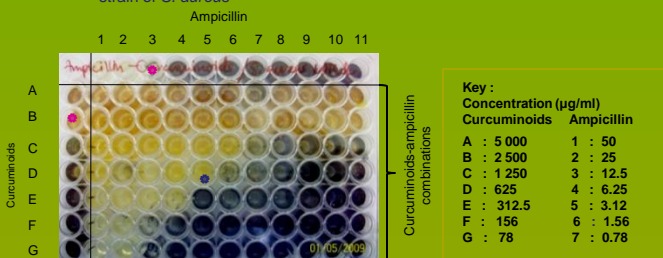 strain of S. aureus
Ampicillin
1 2 3 4 5 6 7 8 9 10 11
A
B
C
D
E
F
G
Curcuminoids
01-05/2009
Curcuminoids-ampicillin
combinations
Key :
Concentration (µg/ml)
Curcuminoids Ampicillin
A : 5 000 1 : 50
B : 2 500 2 : 25
C : 1 250 3 : 12.5
D : 625 4 : 6.25
E : 312.5 5 : 3.12
F : 156 6 : 1.56
G : 78 7 : 0.78